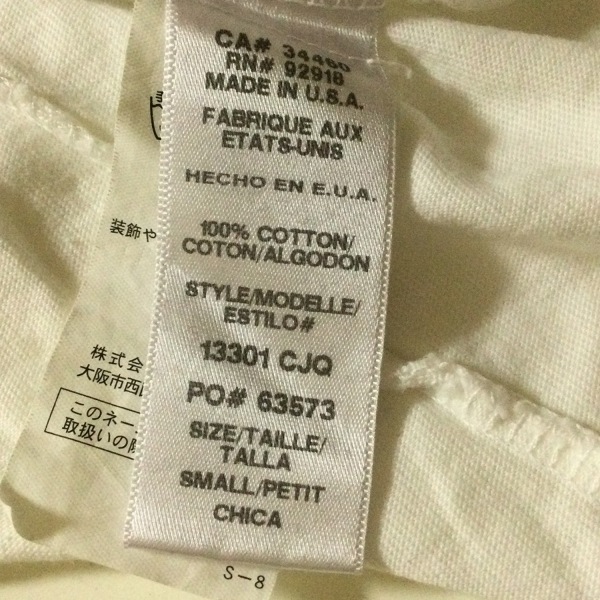 CA# 34460
RN# 92918
MADE IN U.S.A.
FABRIQUE AUX
ETATS-UNIS
HECHO EN E.U.A.
100% COTTON/
COTON/ALGODON
STYLE/MODELLE/
ESTILO#
13301 CJQ
PO# 63573
SIZE/TAILLE/
TALLA
SMALL/PETIT
CHICA
装飾や
株式会
大阪市西
このネー
取扱いの
S-8